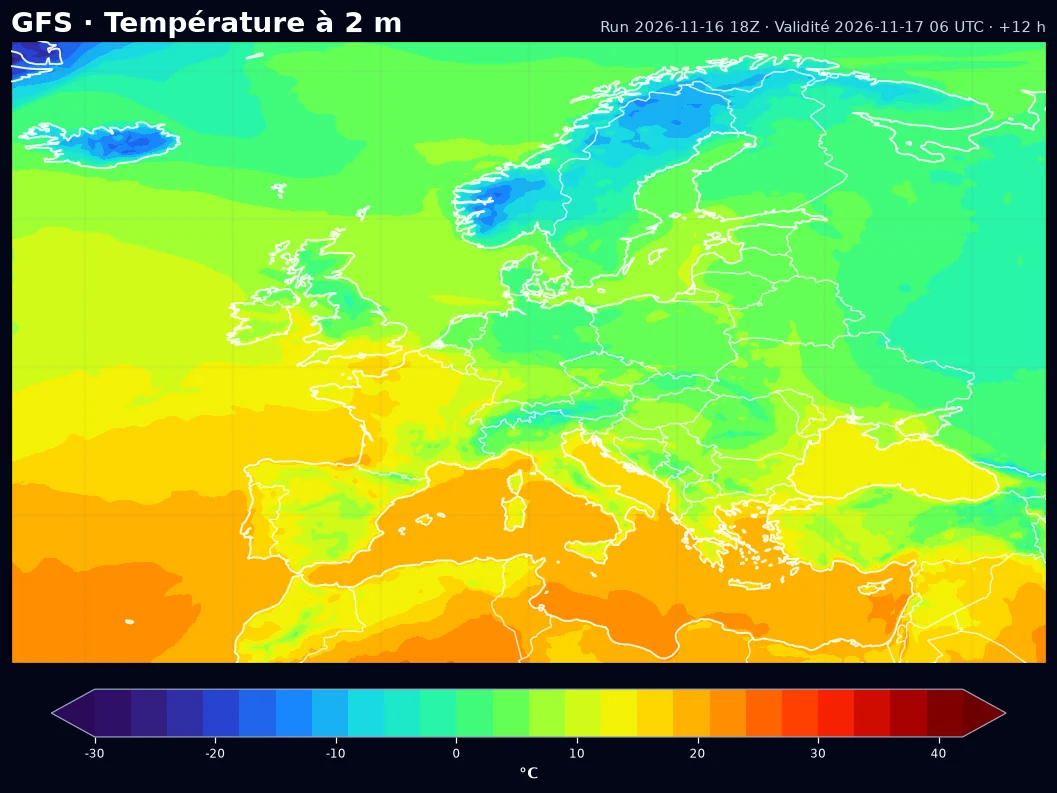 GFS · Température à 2 m
Run 2026-11-16 18Z · Validité 2026-11-17 06 UTC · +12 h
-30 -20 -10 0 10 20 30 40
°C